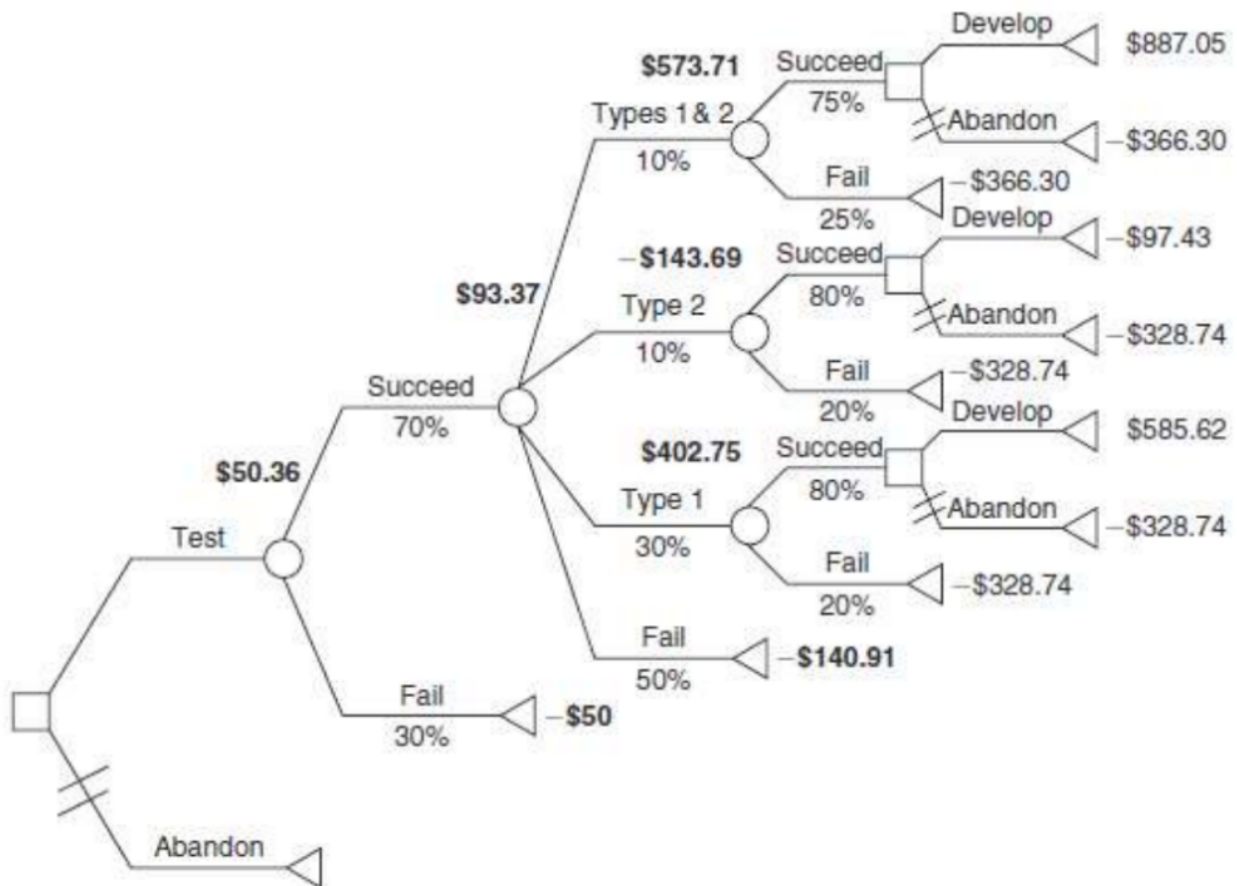 Develop
$887.05
$573.71
Succeed
75%
Types 1& 2
10%
Abandon
–$366.30
Fail
25%
–$366.30
Develop
–$97.43
–$143.69
Succeed
80%
$93.37
Type 2
10%
Abandon
–$328.74
Fail
20%
–$328.74
Succeed
70%
Develop
$585.62
$402.75
Succeed
80%
$50.36
Type 1
30%
Abandon
–$328.74
Test
Fail
20%
–$328.74
Fail
50%
–$140.91
Fail
30%
–$50
Abandon